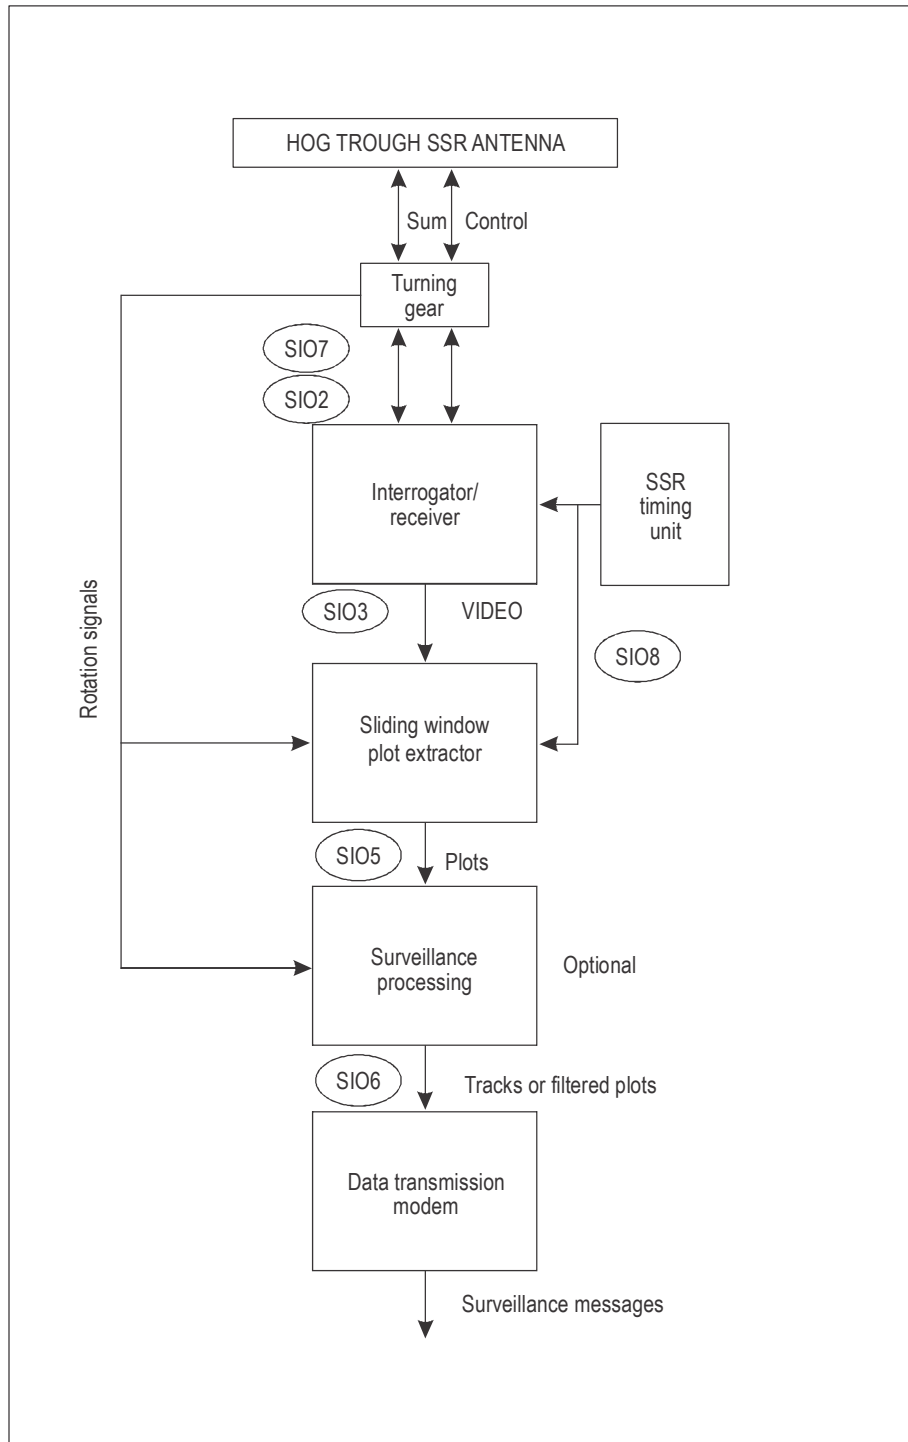 HOG TROUGH SSR ANTENNA
Sum
Control
Turning
gear
SIO7
SIO2
Interrogator/
receiver
SSR
timing
unit
SIO3
VIDEO
SIO8
Rotation signals
Sliding window
plot extractor
SIO5
Plots
Surveillance
processing
Optional
SIO6
Tracks or filtered plots
Data transmission
modem
Surveillance messages